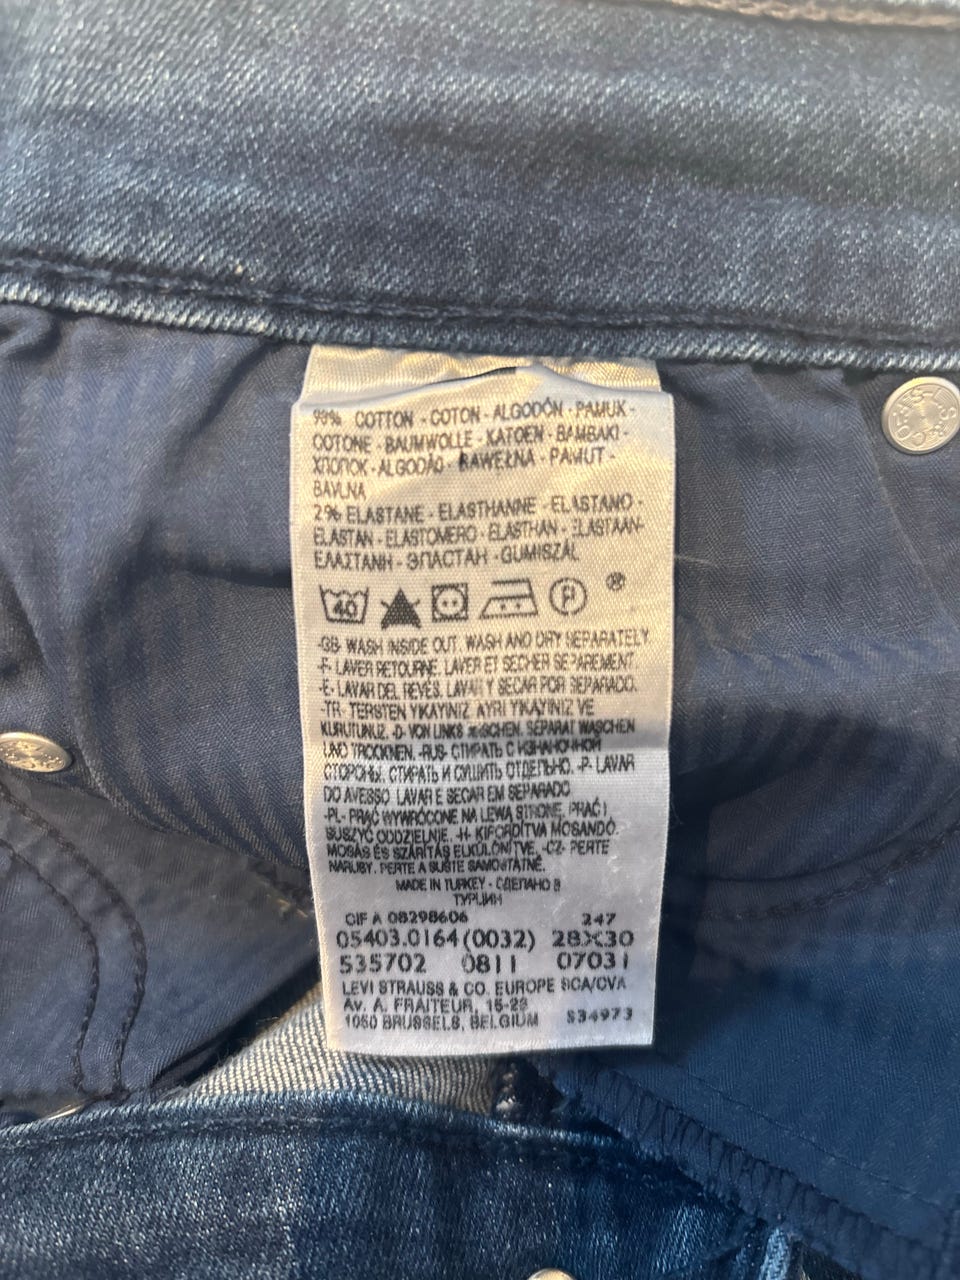 98% COTTON - COTON - ALGODÓN - PAMUK -
COTONE - BAUMWOLLE - KATOEN - BAMBAKI -
ХЛОПОК - ALGODÃO - BAWEŁNA - PAMUT -
BAVLNA
2% ELASTANE - ELASTHANNE - ELASTANO -
ELASTAN - ELASTOMERO - ELASTHAN - ELASTAAN-
ΕΛΑΣΤΑΝΗ - ЭЛАСТАН - GUMISZÁL
40 P ®
-GB- WASH INSIDE OUT. WASH AND DRY SEPARATELY.
-F- LAVER RETOURNE. LAVER ET SECHER SEPAREMENT.
-E- LAVAR DEL REVÉS. LAVAR Y SECAR POR SEPARADO.
-TR- TERSTEN YIKAYINIZ. AYRI YIKAYINIZ VE
KURUTUNUZ. -D- VON LINKS WASCHEN. SEPARAT WASCHEN
UND TROCKNEN. -RUS- СТИРАТЬ С ИЗНАНОЧНОЙ
СТОРОНЫ. СТИРАТЬ И СУШИТЬ ОТДЕЛЬНО. -P- LAVAR
DO AVESSO. LAVAR E SECAR EM SEPARADO
-PL- PRAĆ WYWRÓCONE NA LEWĄ STRONĘ. PRAĆ I
SUSZYĆ ODDZIELNIE. -H- KIFORDÍTVA MOSANDÓ.
MOSÁS ÉS SZÁRÍTÁS ELKÜLÖNÍTVE. -CZ- PERTE
NARUBY. PERTE A SUŠTE SAMOSTATNĚ.
MADE IN TURKEY - СДЕЛАНО В
ТУРЦИИ
CIF A 08298606 247
05403.0164(0032) 28X30
535702 0811 07031
LEVI STRAUSS & CO. EUROPE SCA/CVA
Av. A. FRAITEUR, 15-23
1050 BRUSSELS, BELGIUM S34973